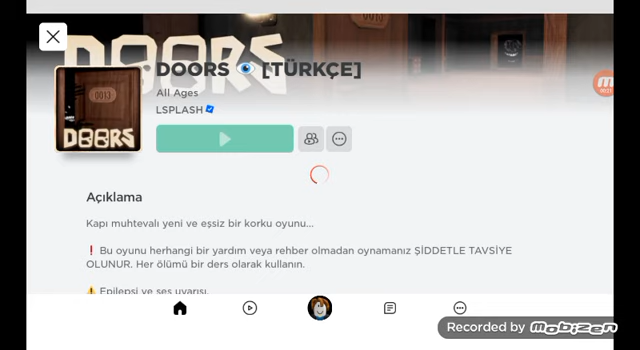 0013
DOORS
DOORS 👁 [TÜRKÇE]
All Ages
LSPLASH
0013
DOORS
Açıklama
Kapı muhtevalı yeni ve eşsiz bir korku oyunu...
❗ Bu oyunu herhangi bir yardım veya rehber olmadan oynamanız ŞİDDETLE TAVSİYE
OLUNUR. Her ölümü bir ders olarak kullanın.
⚠️ Epilepsi ve ses uyarısı.
Recorded by Mobizen